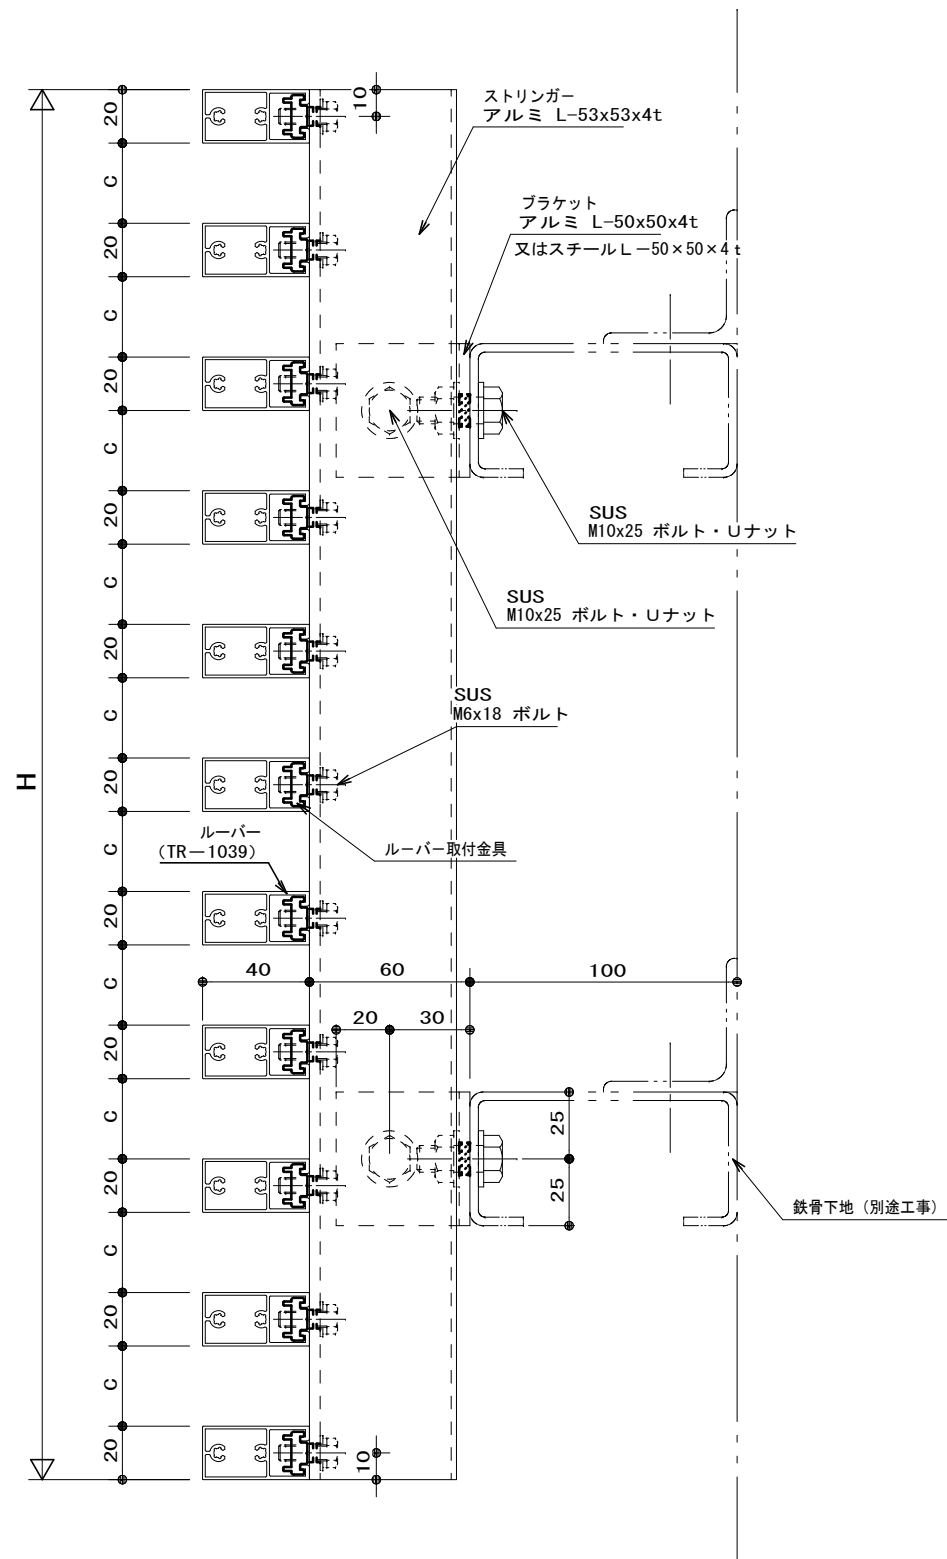 10
ストリンガー
アルミ L-53x53x4t
ブラケット
アルミ L-50x50x4t
又はスチールL-50×50×4t
SUS
M10x25 ボルト・Uナット
SUS
M10x25 ボルト・Uナット
SUS
M6x18 ボルト
ルーバー取付金具
ルーバー
(TR-1039)
40
60
100
20
30
25
25
鉄骨下地(別途工事)
10
H
20
C
20
C
20
C
20
C
20
C
20
C
20
C
20
C
20
C
20
C
20